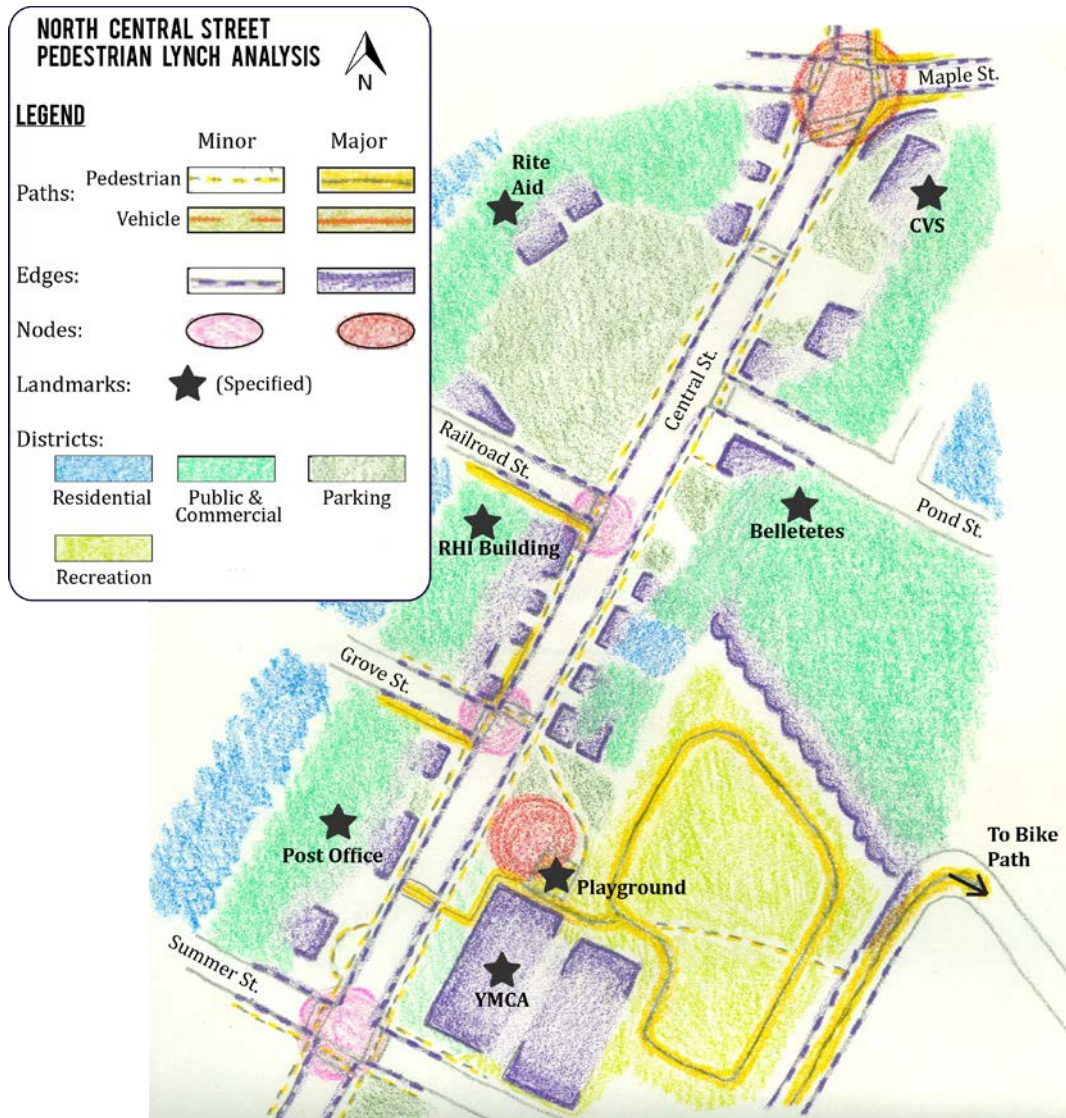 NORTH CENTRAL STREET
PEDESTRIAN LYNCH ANALYSIS
N
LEGEND
Minor
Major
Paths:
Pedestrian
Vehicle
Edges:
Nodes:
Landmarks:
(Specified)
Districts:
Residential
Public &
Commercial
Parking
Recreation
Maple St.
Rite
Aid
CVS
Central St.
Railroad St.
Pond St.
Belletetes
RHI Building
Grove St.
Post Office
Playground
To Bike
Path
Summer St.
YMCA